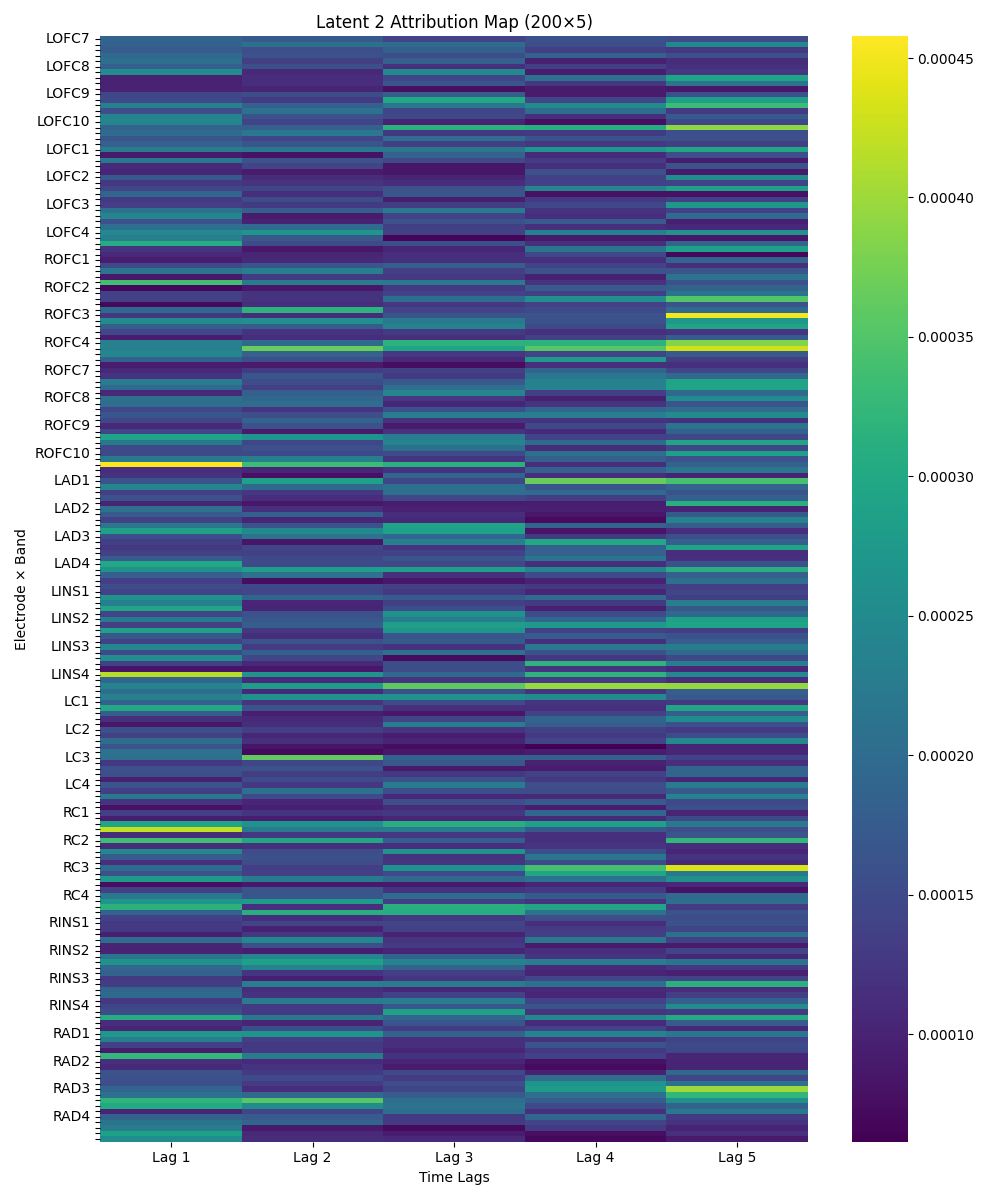 Latent 2 Attribution Map (200×5)
LOFC7
LOFC8
LOFC9
LOFC10
LOFC1
LOFC2
LOFC3
LOFC4
ROFC1
ROFC2
ROFC3
ROFC4
ROFC7
ROFC8
ROFC9
ROFC10
LAD1
LAD2
LAD3
LAD4
LINS1
LINS2
LINS3
LINS4
LC1
LC2
LC3
LC4
RC1
RC2
RC3
RC4
RINS1
RINS2
RINS3
RINS4
RAD1
RAD2
RAD3
RAD4
Electrode × Band
Lag 1 Lag 2 Lag 3 Lag 4 Lag 5
Time Lags
0.00045
0.00040
0.00035
0.00030
0.00025
0.00020
0.00015
0.00010